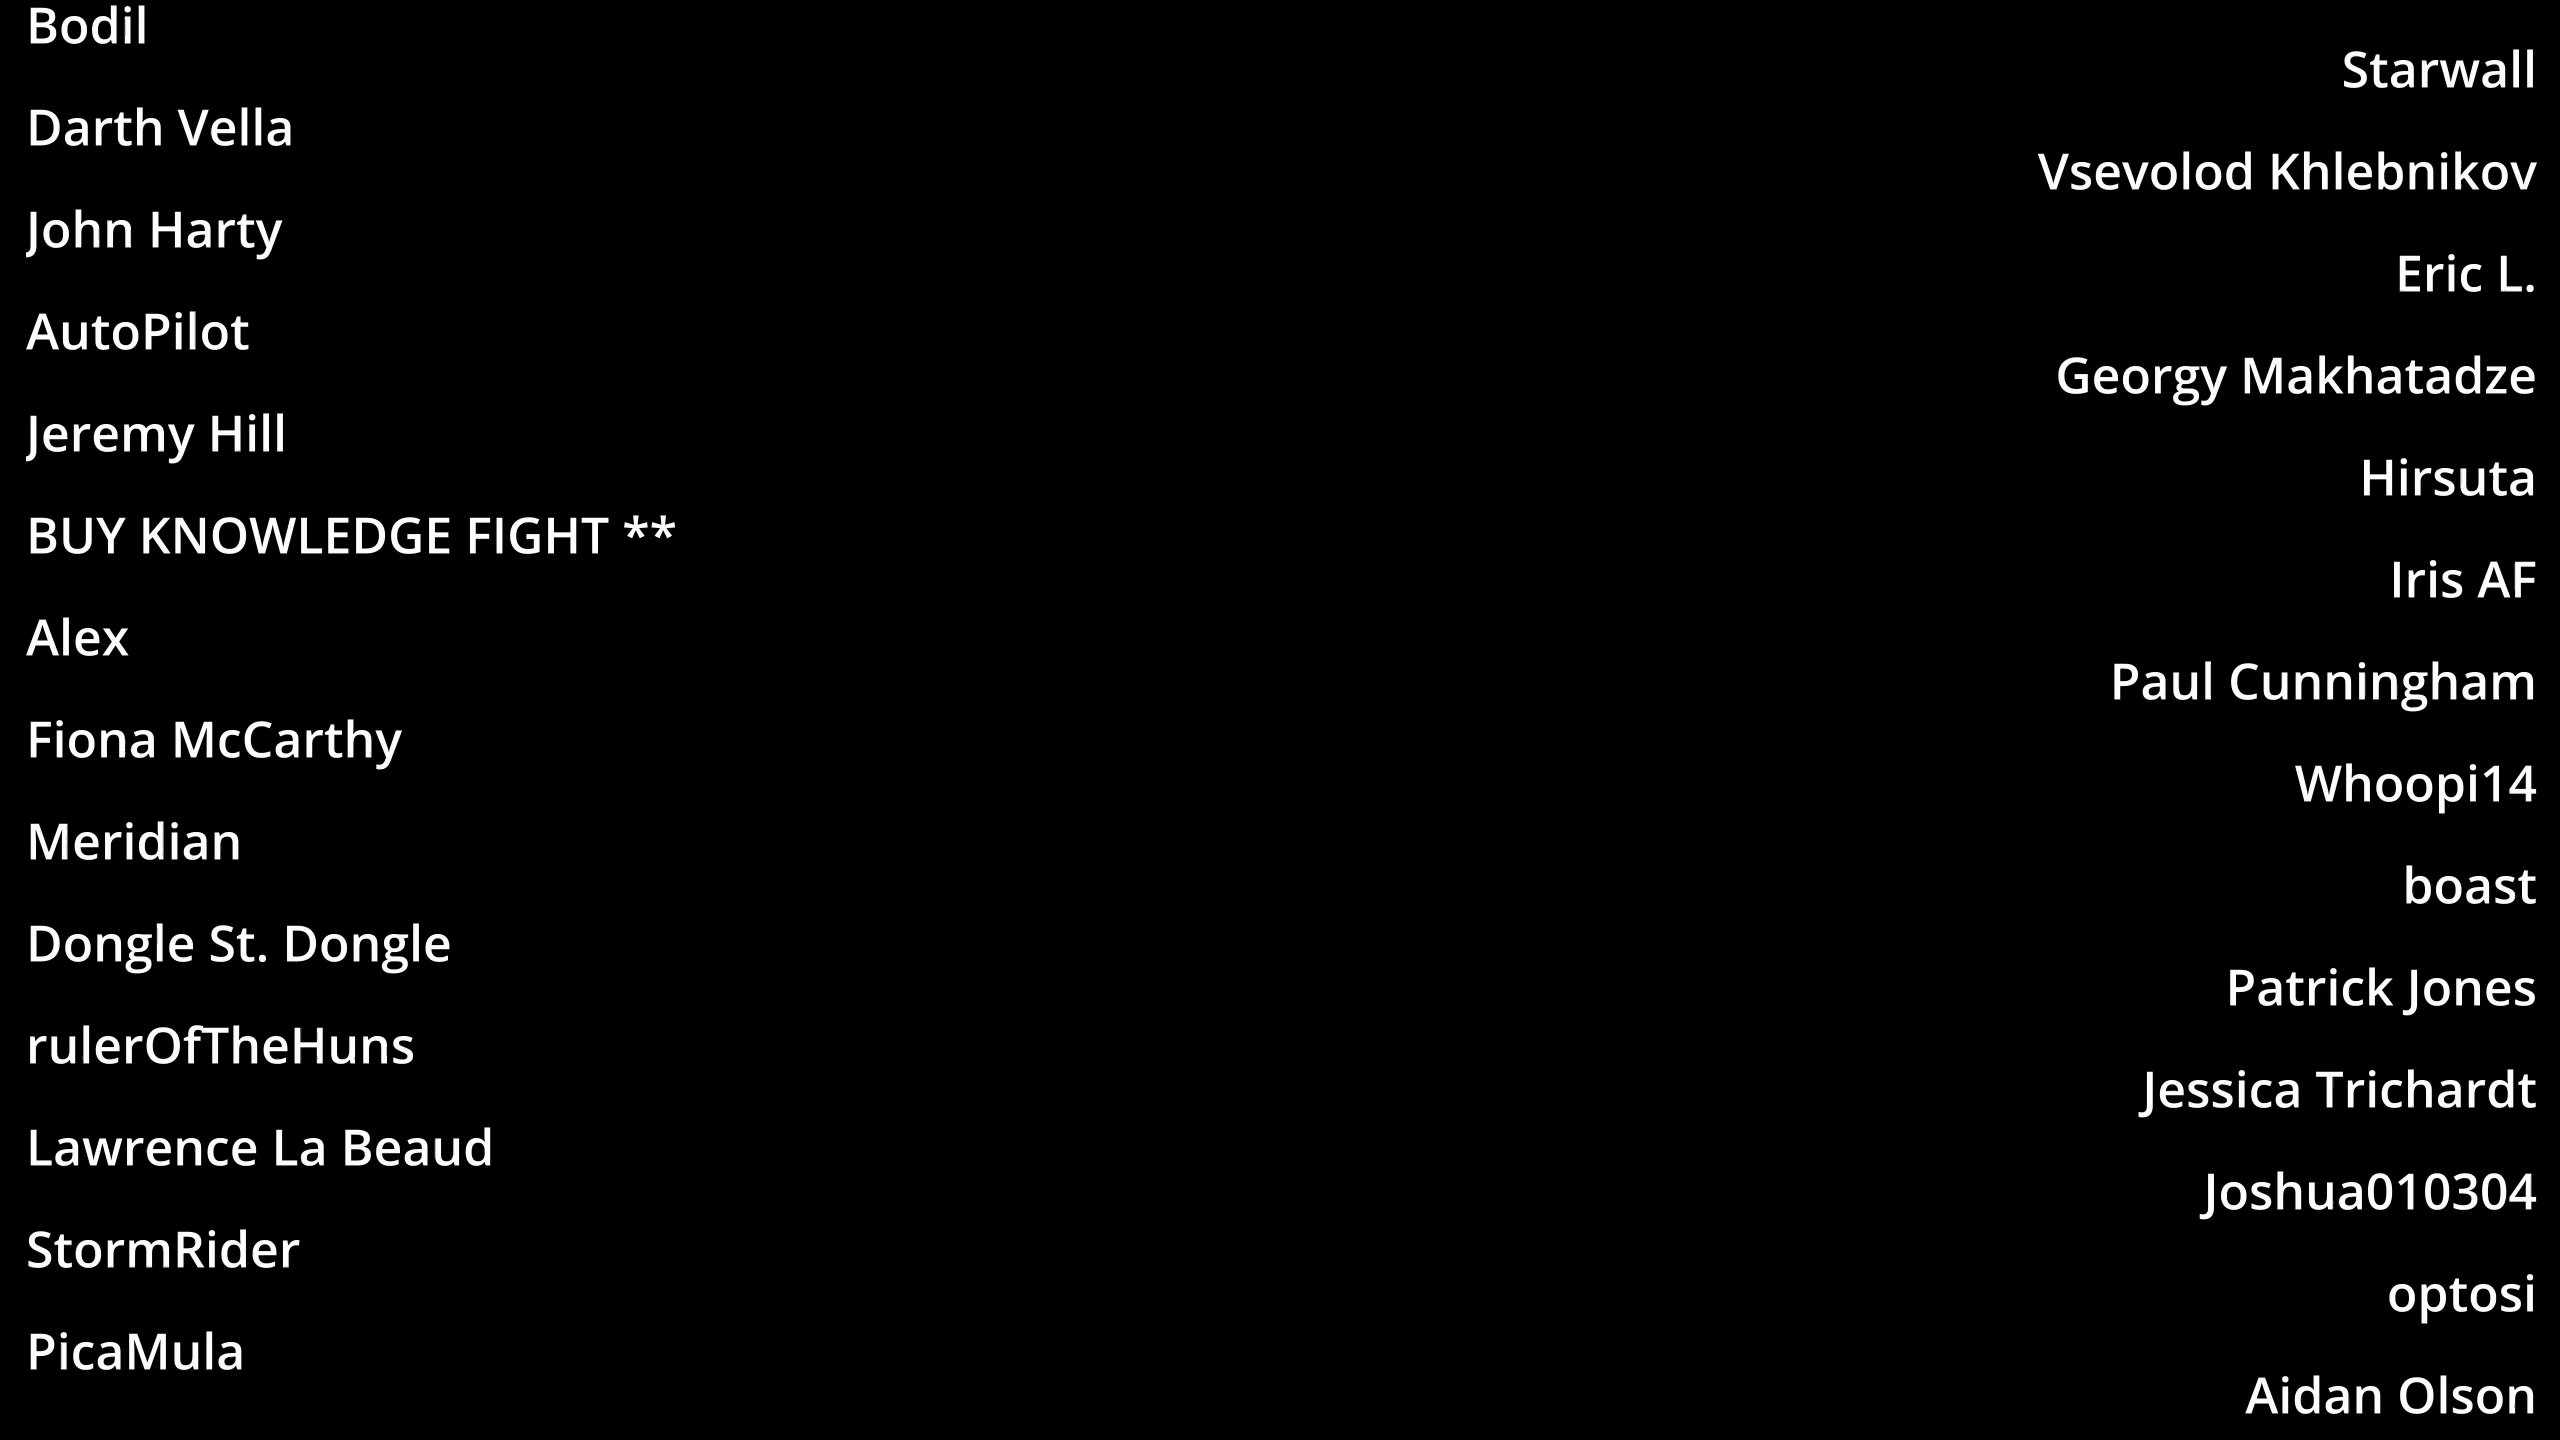 Bodil
Darth Vella
John Harty
AutoPilot
Jeremy Hill
BUY KNOWLEDGE FIGHT **
Alex
Fiona McCarthy
Meridian
Dongle St. Dongle
rulerOfTheHuns
Lawrence La Beaud
StormRider
PicaMula
Starwall
Vsevolod Khlebnikov
Eric L.
Georgy Makhatadze
Hirsuta
Iris AF
Paul Cunningham
Whoopi14
boast
Patrick Jones
Jessica Trichardt
Joshua010304
optosi
Aidan Olson